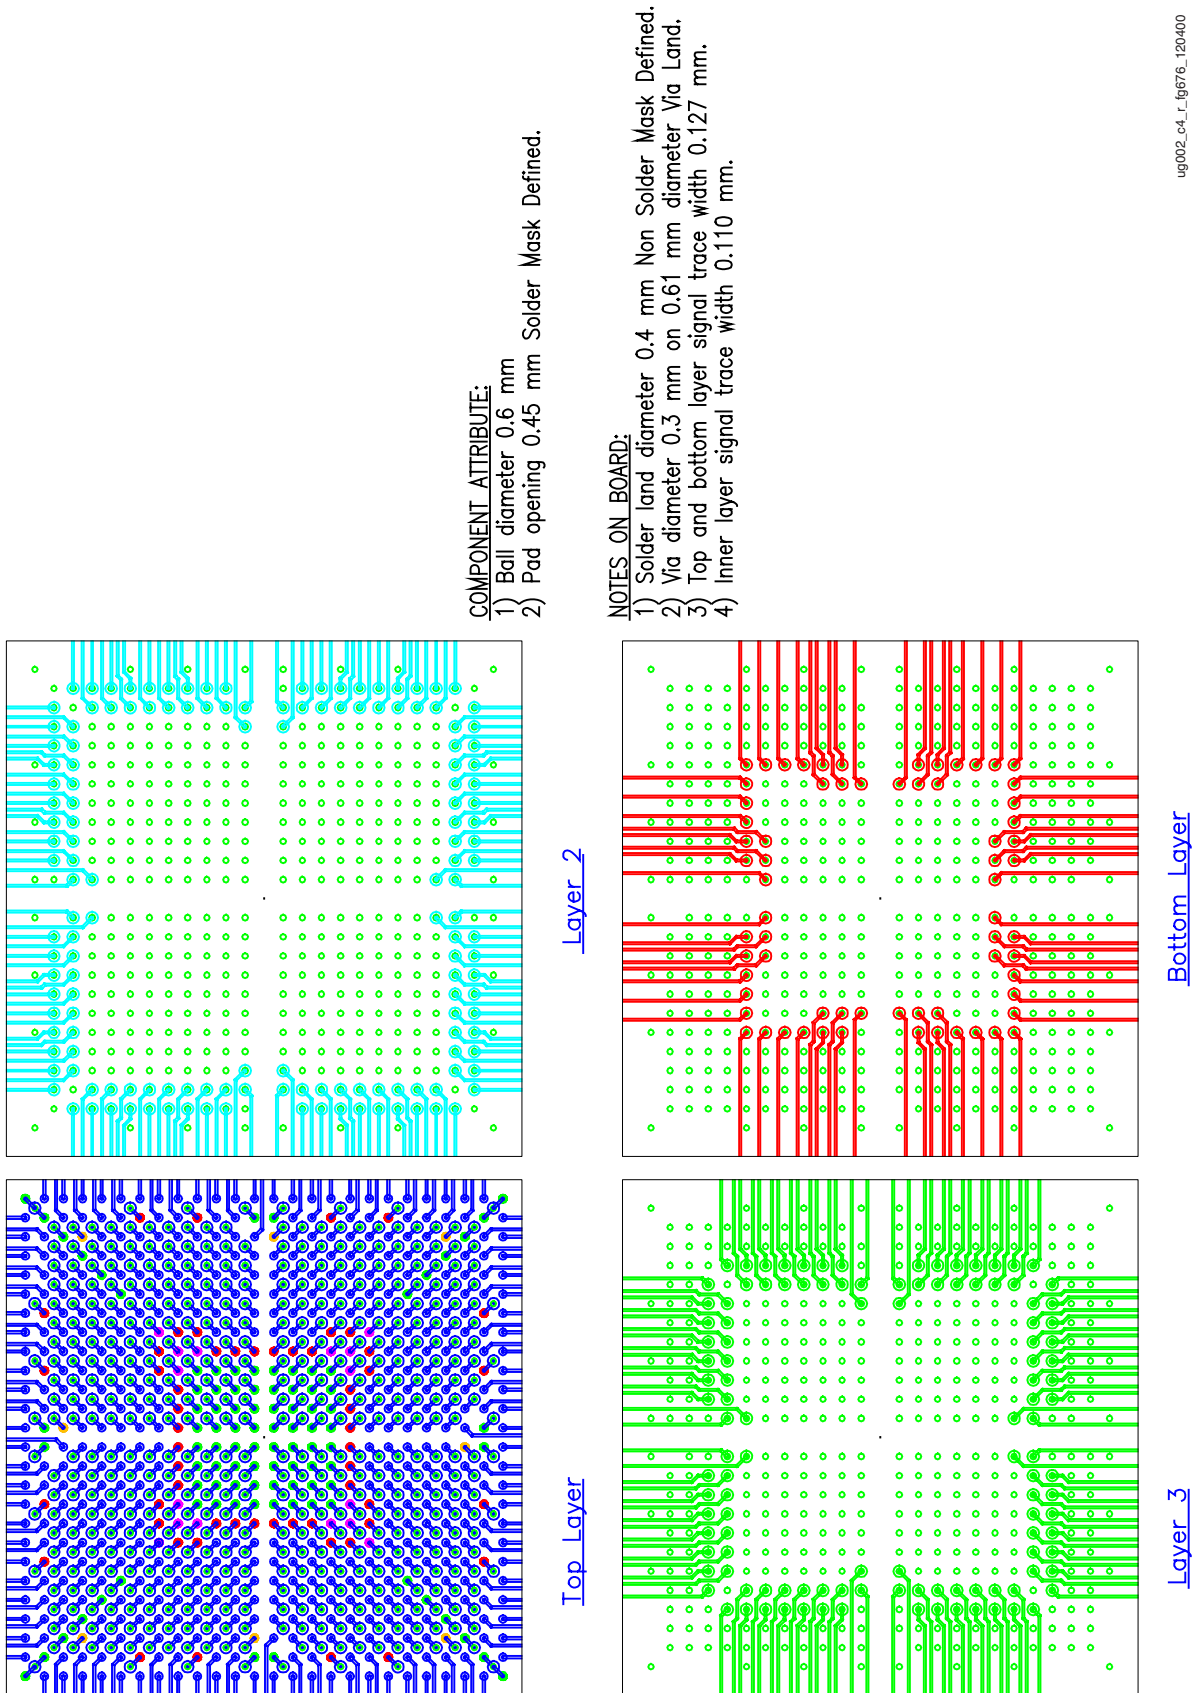 COMPONENT ATTRIBUTE:
1) Ball diameter 0.6 mm
2) Pad opening 0.45 mm Solder Mask Defined.
NOTES ON BOARD:
1) Solder land diameter 0.4 mm Non Solder Mask Defined.
2) Via diameter 0.3 mm on 0.61 mm diameter Via Land.
3) Top and bottom layer signal trace width 0.127 mm.
4) Inner layer signal trace width 0.110 mm.
Top Layer
Layer 2
Layer 3
Bottom Layer
ug002_c4_r_fg676_120400